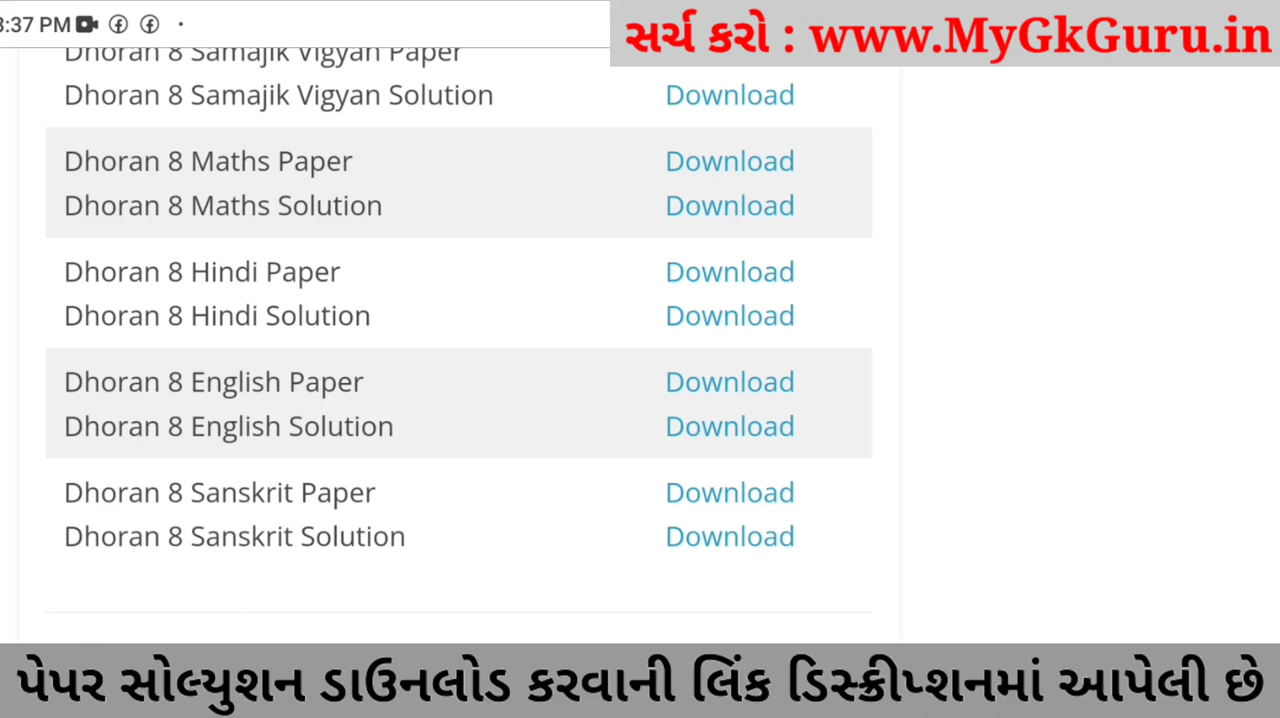 3:37 PM
સર્ચ કરો : www.MyGkGuru.in
Dhoran 8 Samajik Vigyan Paper
Dhoran 8 Samajik Vigyan Solution Download
Dhoran 8 Maths Paper Download
Dhoran 8 Maths Solution Download
Dhoran 8 Hindi Paper Download
Dhoran 8 Hindi Solution Download
Dhoran 8 English Paper Download
Dhoran 8 English Solution Download
Dhoran 8 Sanskrit Paper Download
Dhoran 8 Sanskrit Solution Download
પેપર સોલ્યુશન ડાઉનલોડ કરવાની લિંક ડિસ્ક્રીપ્શનમાં આપેલી છે